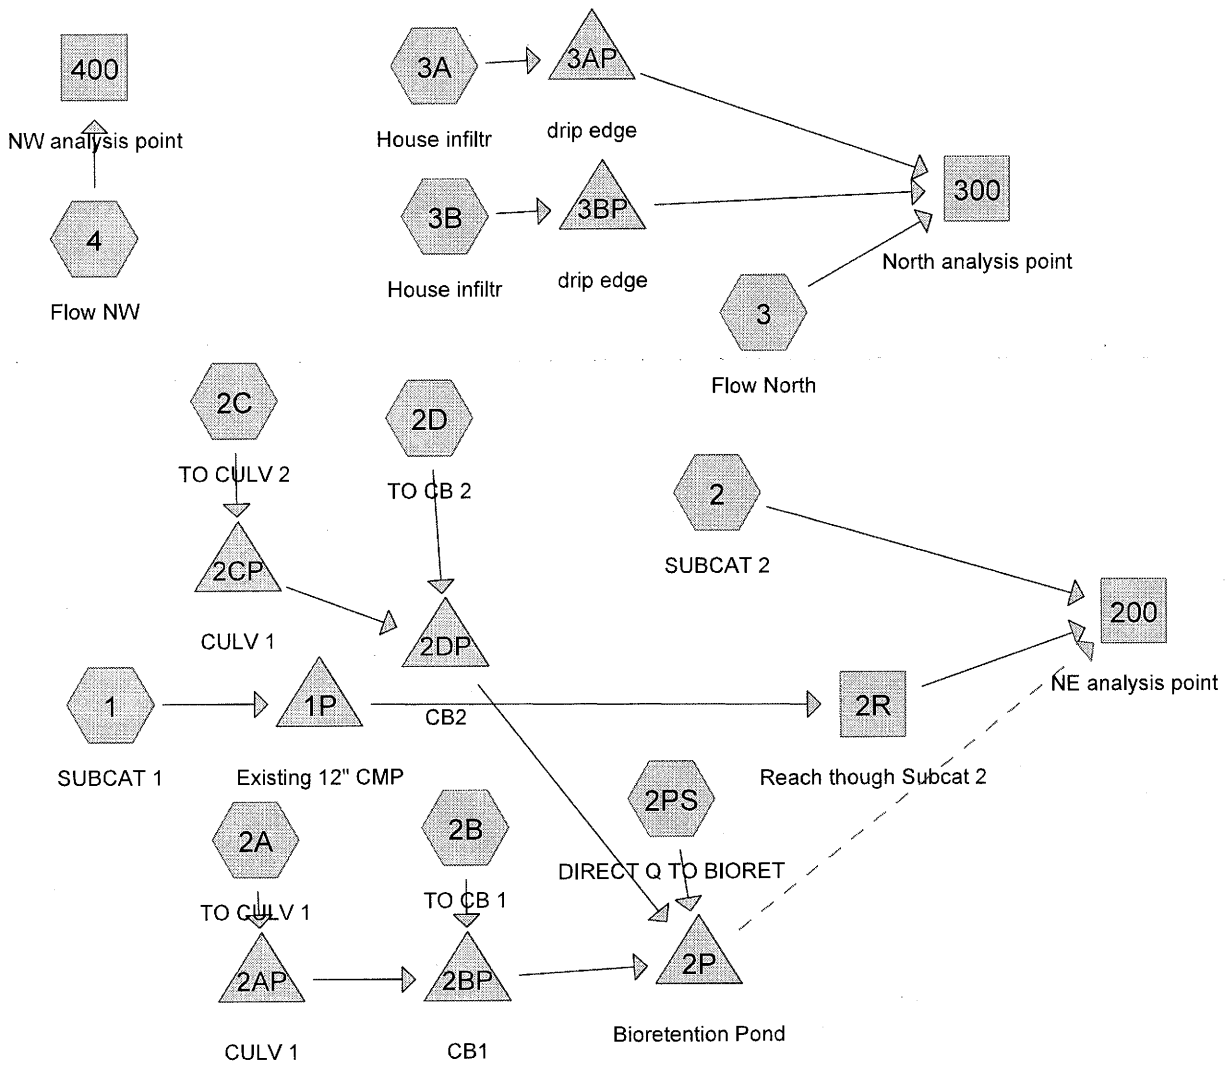 400
NW analysis point
4
Flow NW
3A
House infiltr
3AP
drip edge
3B
House infiltr
3BP
drip edge
300
North analysis point
3
Flow North
2C
TO CULV 2
2D
TO CB 2
2
SUBCAT 2
2CP
CULV 1
2DP
CB2
200
NE analysis point
1
SUBCAT 1
1P
Existing 12" CMP
2R
Reach though Subcat 2
2A
TO CULV 1
2B
TO CB 1
2PS
DIRECT Q TO BIORET
2AP
CULV 1
2BP
CB1
2P
Bioretention Pond